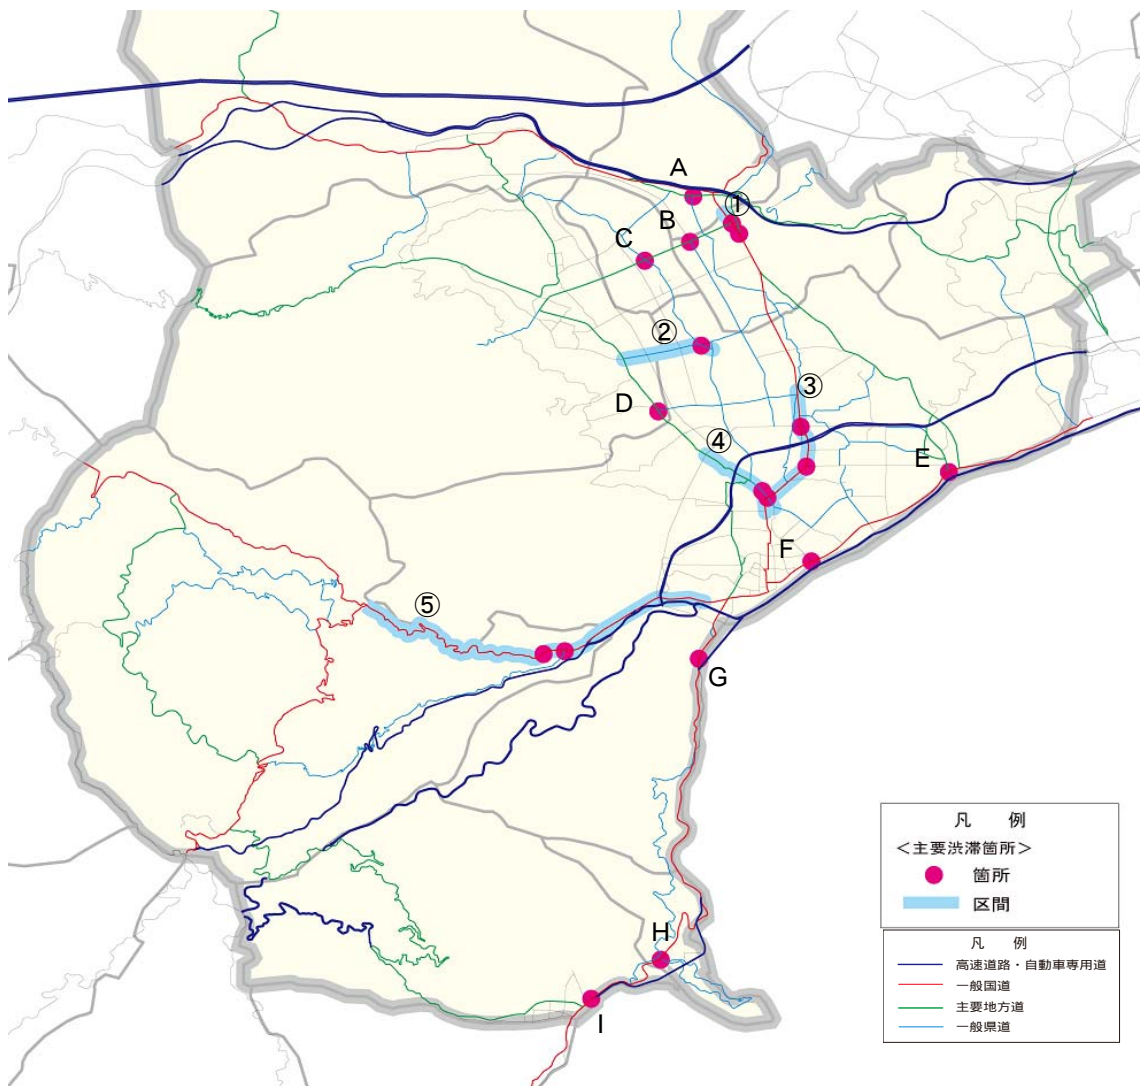 A
①
B
C
②
③
D
④
E
F
⑤
G
H
I
凡 例
＜主要渋滞箇所＞
箇所
区間
凡 例
高速道路・自動車専用道
一般国道
主要地方道
一般県道